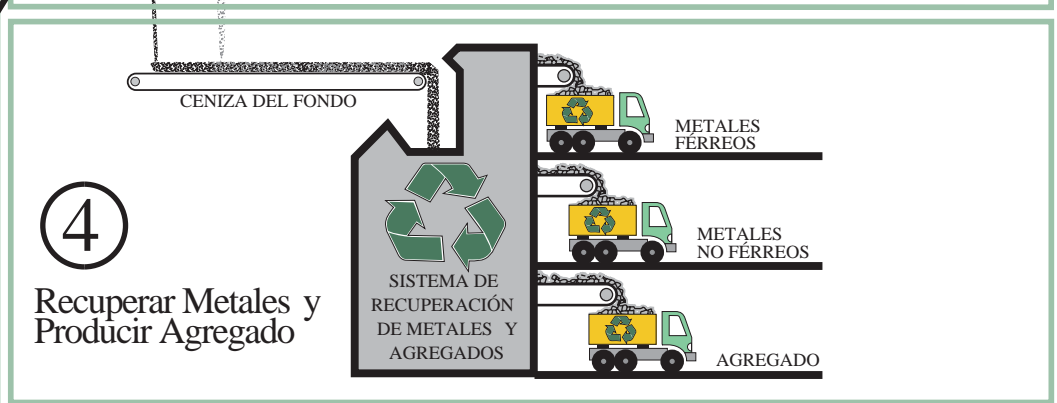 CENIZA DEL FONDO
METALES
FÉRREOS
METALES
NO FÉRREOS
4
Recuperar Metales y
Producir Agregado
SISTEMA DE
RECUPERACIÓN
DE METALES Y
AGREGADOS
AGREGADO